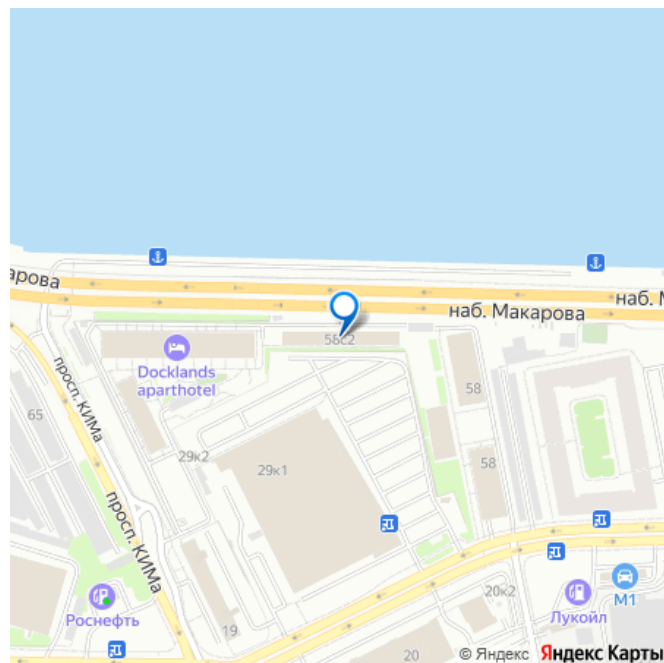 арова
наб. М
наб. Макарова
58с2
Docklands
aparthotel
просп. КИМа
58
65
29к2
29к1
58
просп. КИМа
20к2
М1
Роснефть
Лукойл
19
20
© Яндекс Яндекс Карты